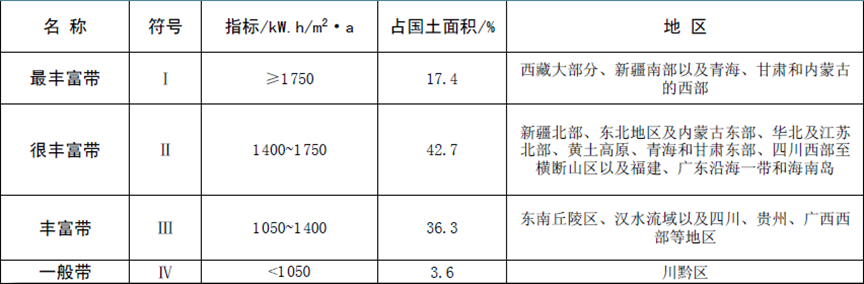 名 称 符号 指标/kW.h/m²·a 占国土面积/% 地 区
最丰富带 Ⅰ ≥1750 17.4 西藏大部分、新疆南部以及青海、甘肃和内蒙古
的西部
很丰富带 Ⅱ 1400~1750 42.7 新疆北部、东北地区及内蒙古东部、华北及江苏
北部、黄土高原、青海和甘肃东部、四川西部至
横断山区以及福建、广东沿海一带和海南岛
丰富带 Ⅲ 1050~1400 36.3 东南丘陵区、汉水流域以及四川、贵州、广西西
部等地区
一般带 Ⅳ <1050 3.6 川黔区